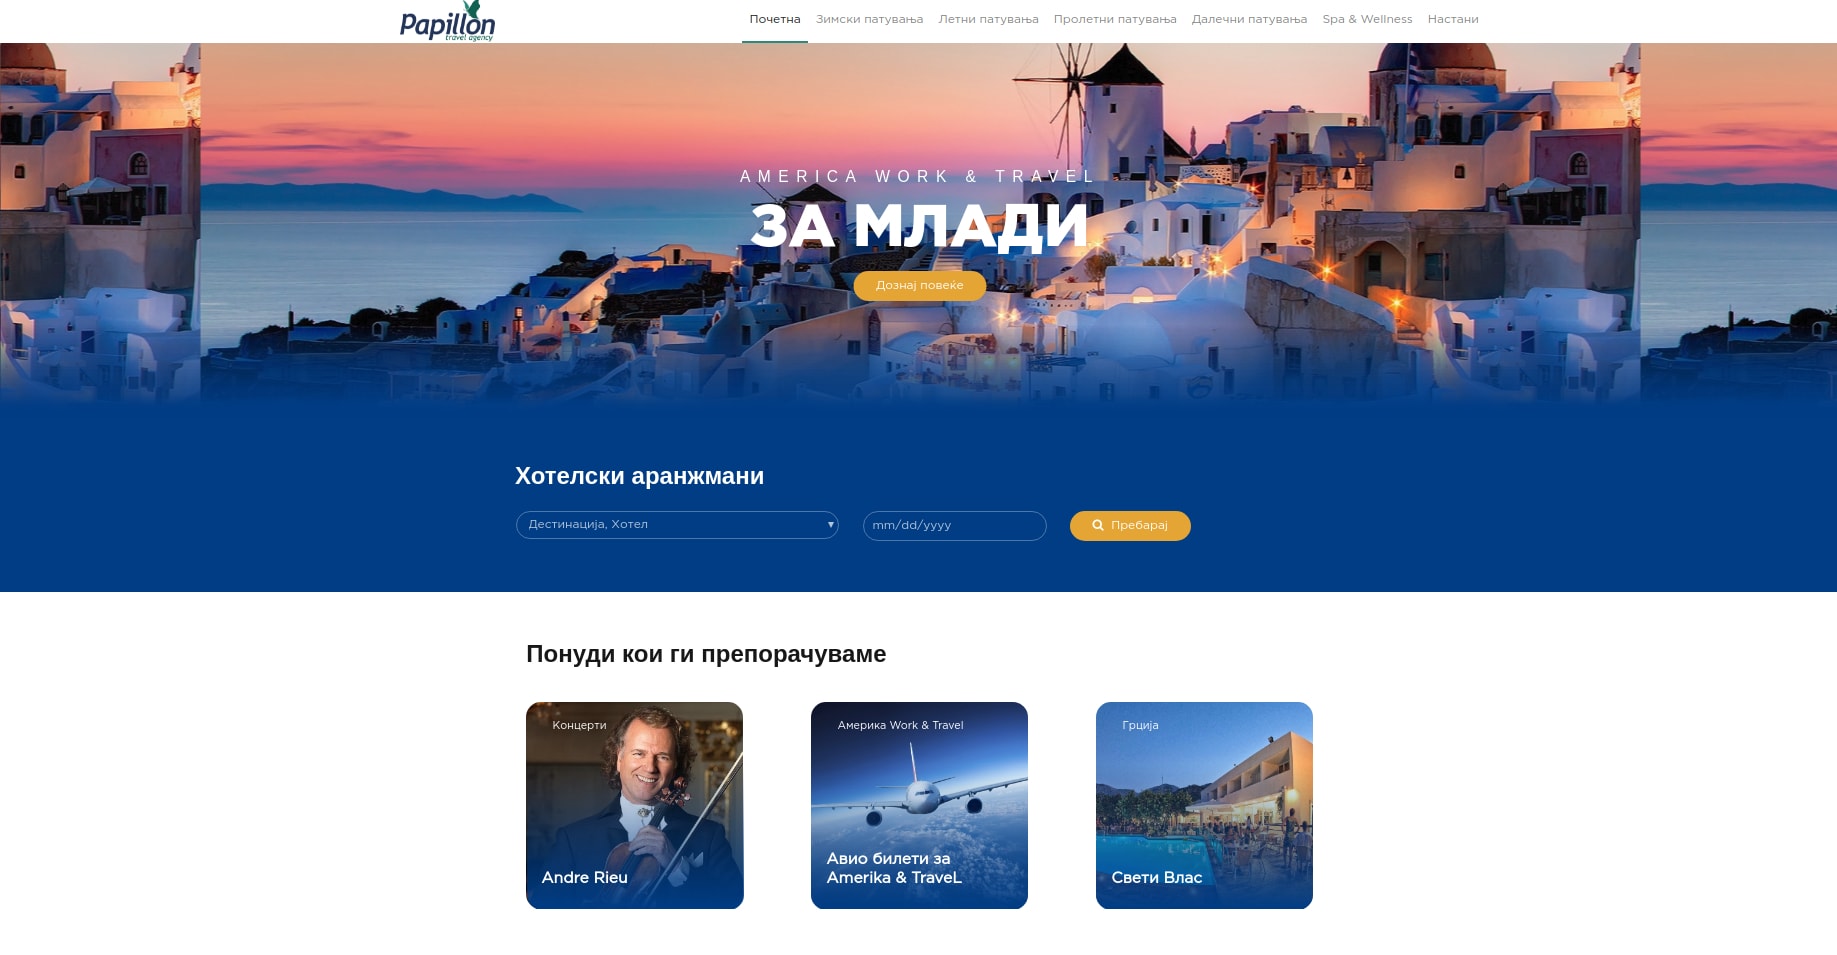 Papillon
travel agency
Почетна Зимски патувања Летни патувања Пролетни патувања Далечни патувања Spa & Wellness Настани
AMERICA WORK & TRAVEL
ЗА МЛАДИ
Дознај повеќе
Хотелски аранжмани
Дестинација, Хотел
mm/dd/yyyy
Пребарај
Понуди кои ги препорачуваме
Концерти
Andre Rieu
Америка Work & Travel
Авио билети за
Amerika & TraveL
Грција
Свети Влас